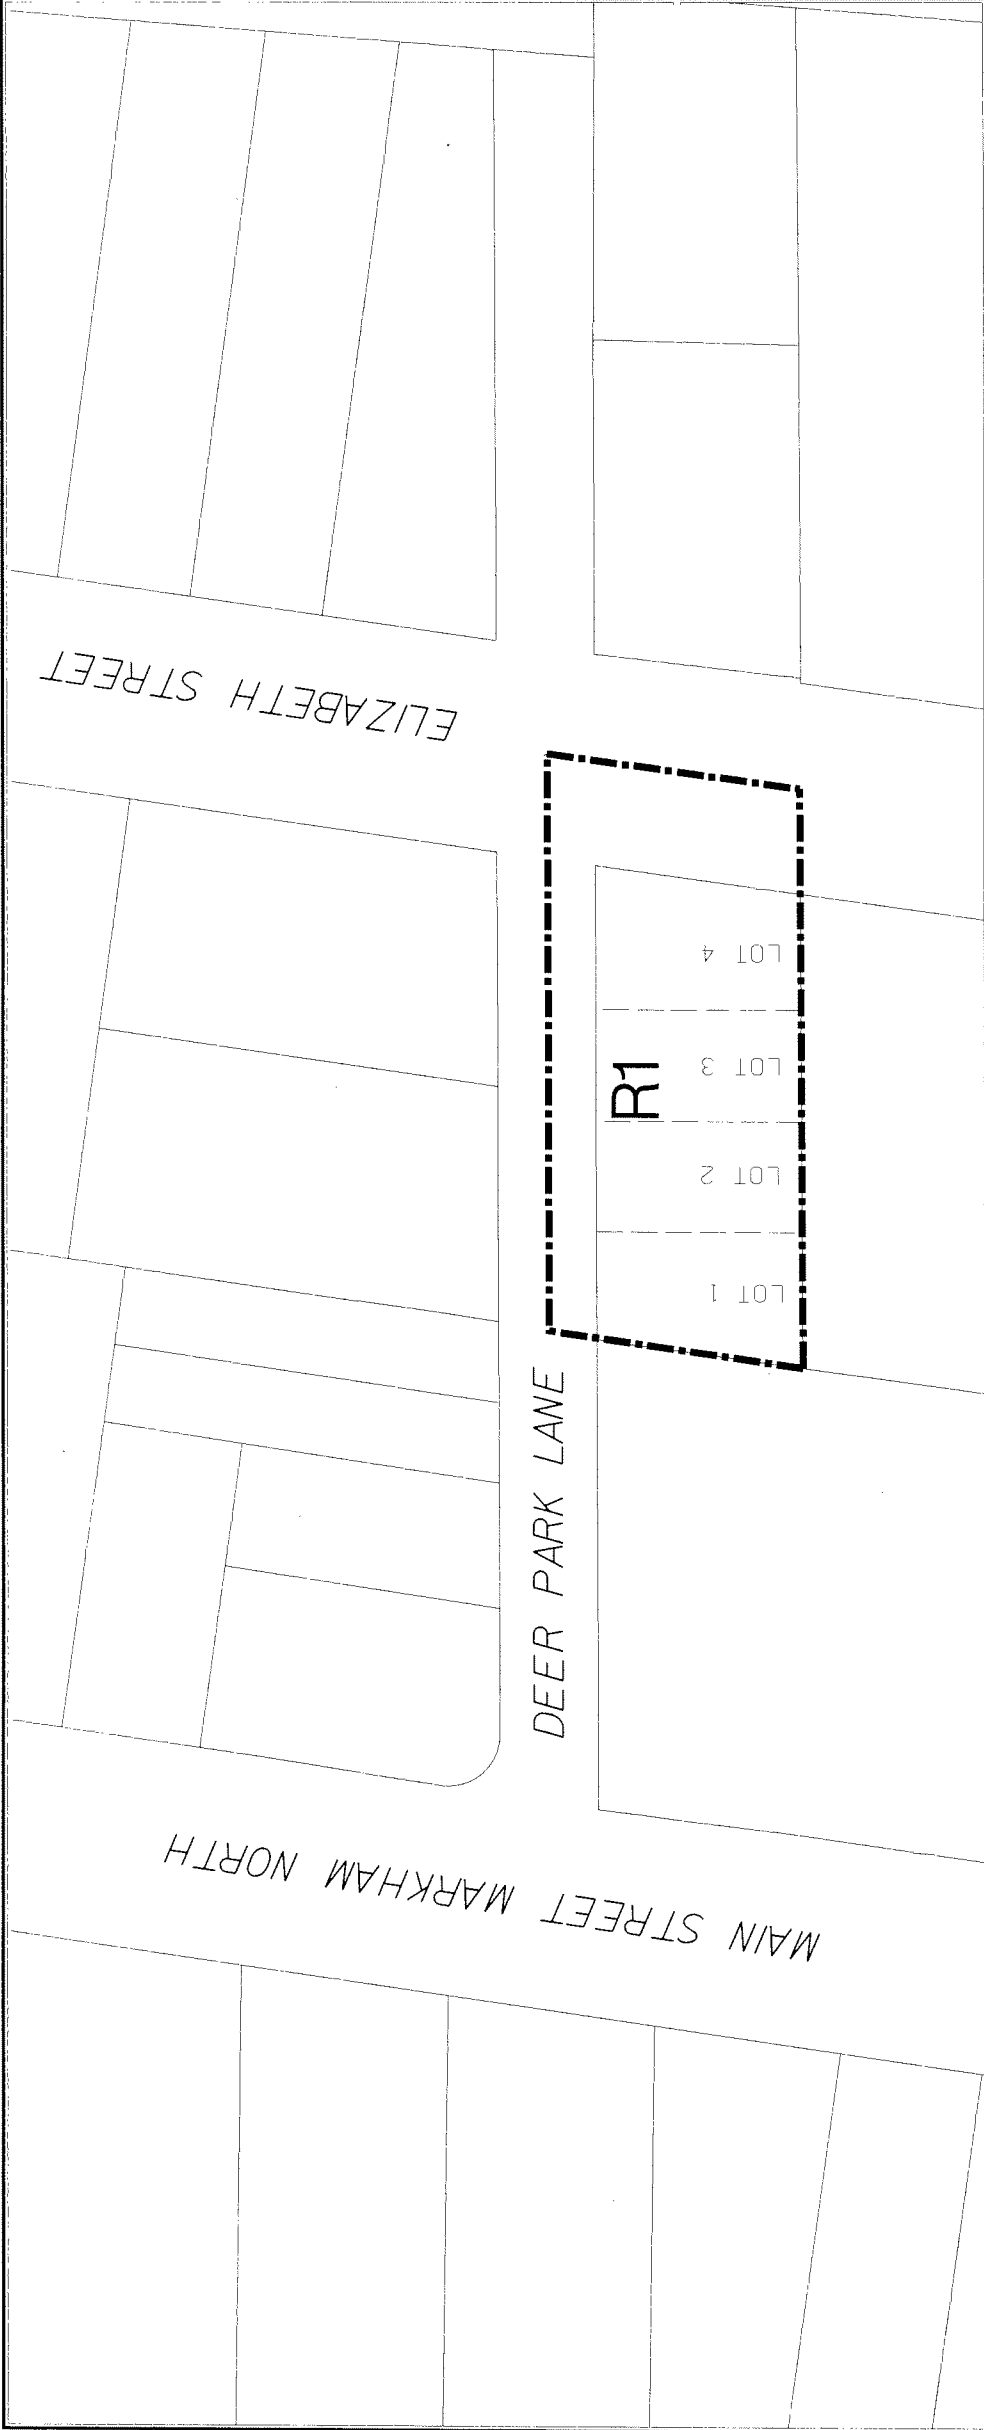 ELIZABETH STREET
LOT 4
LOT 3
R1
LOT 2
LOT 1
DEER PARK LANE
MAIN STREET MARKHAM NORTH